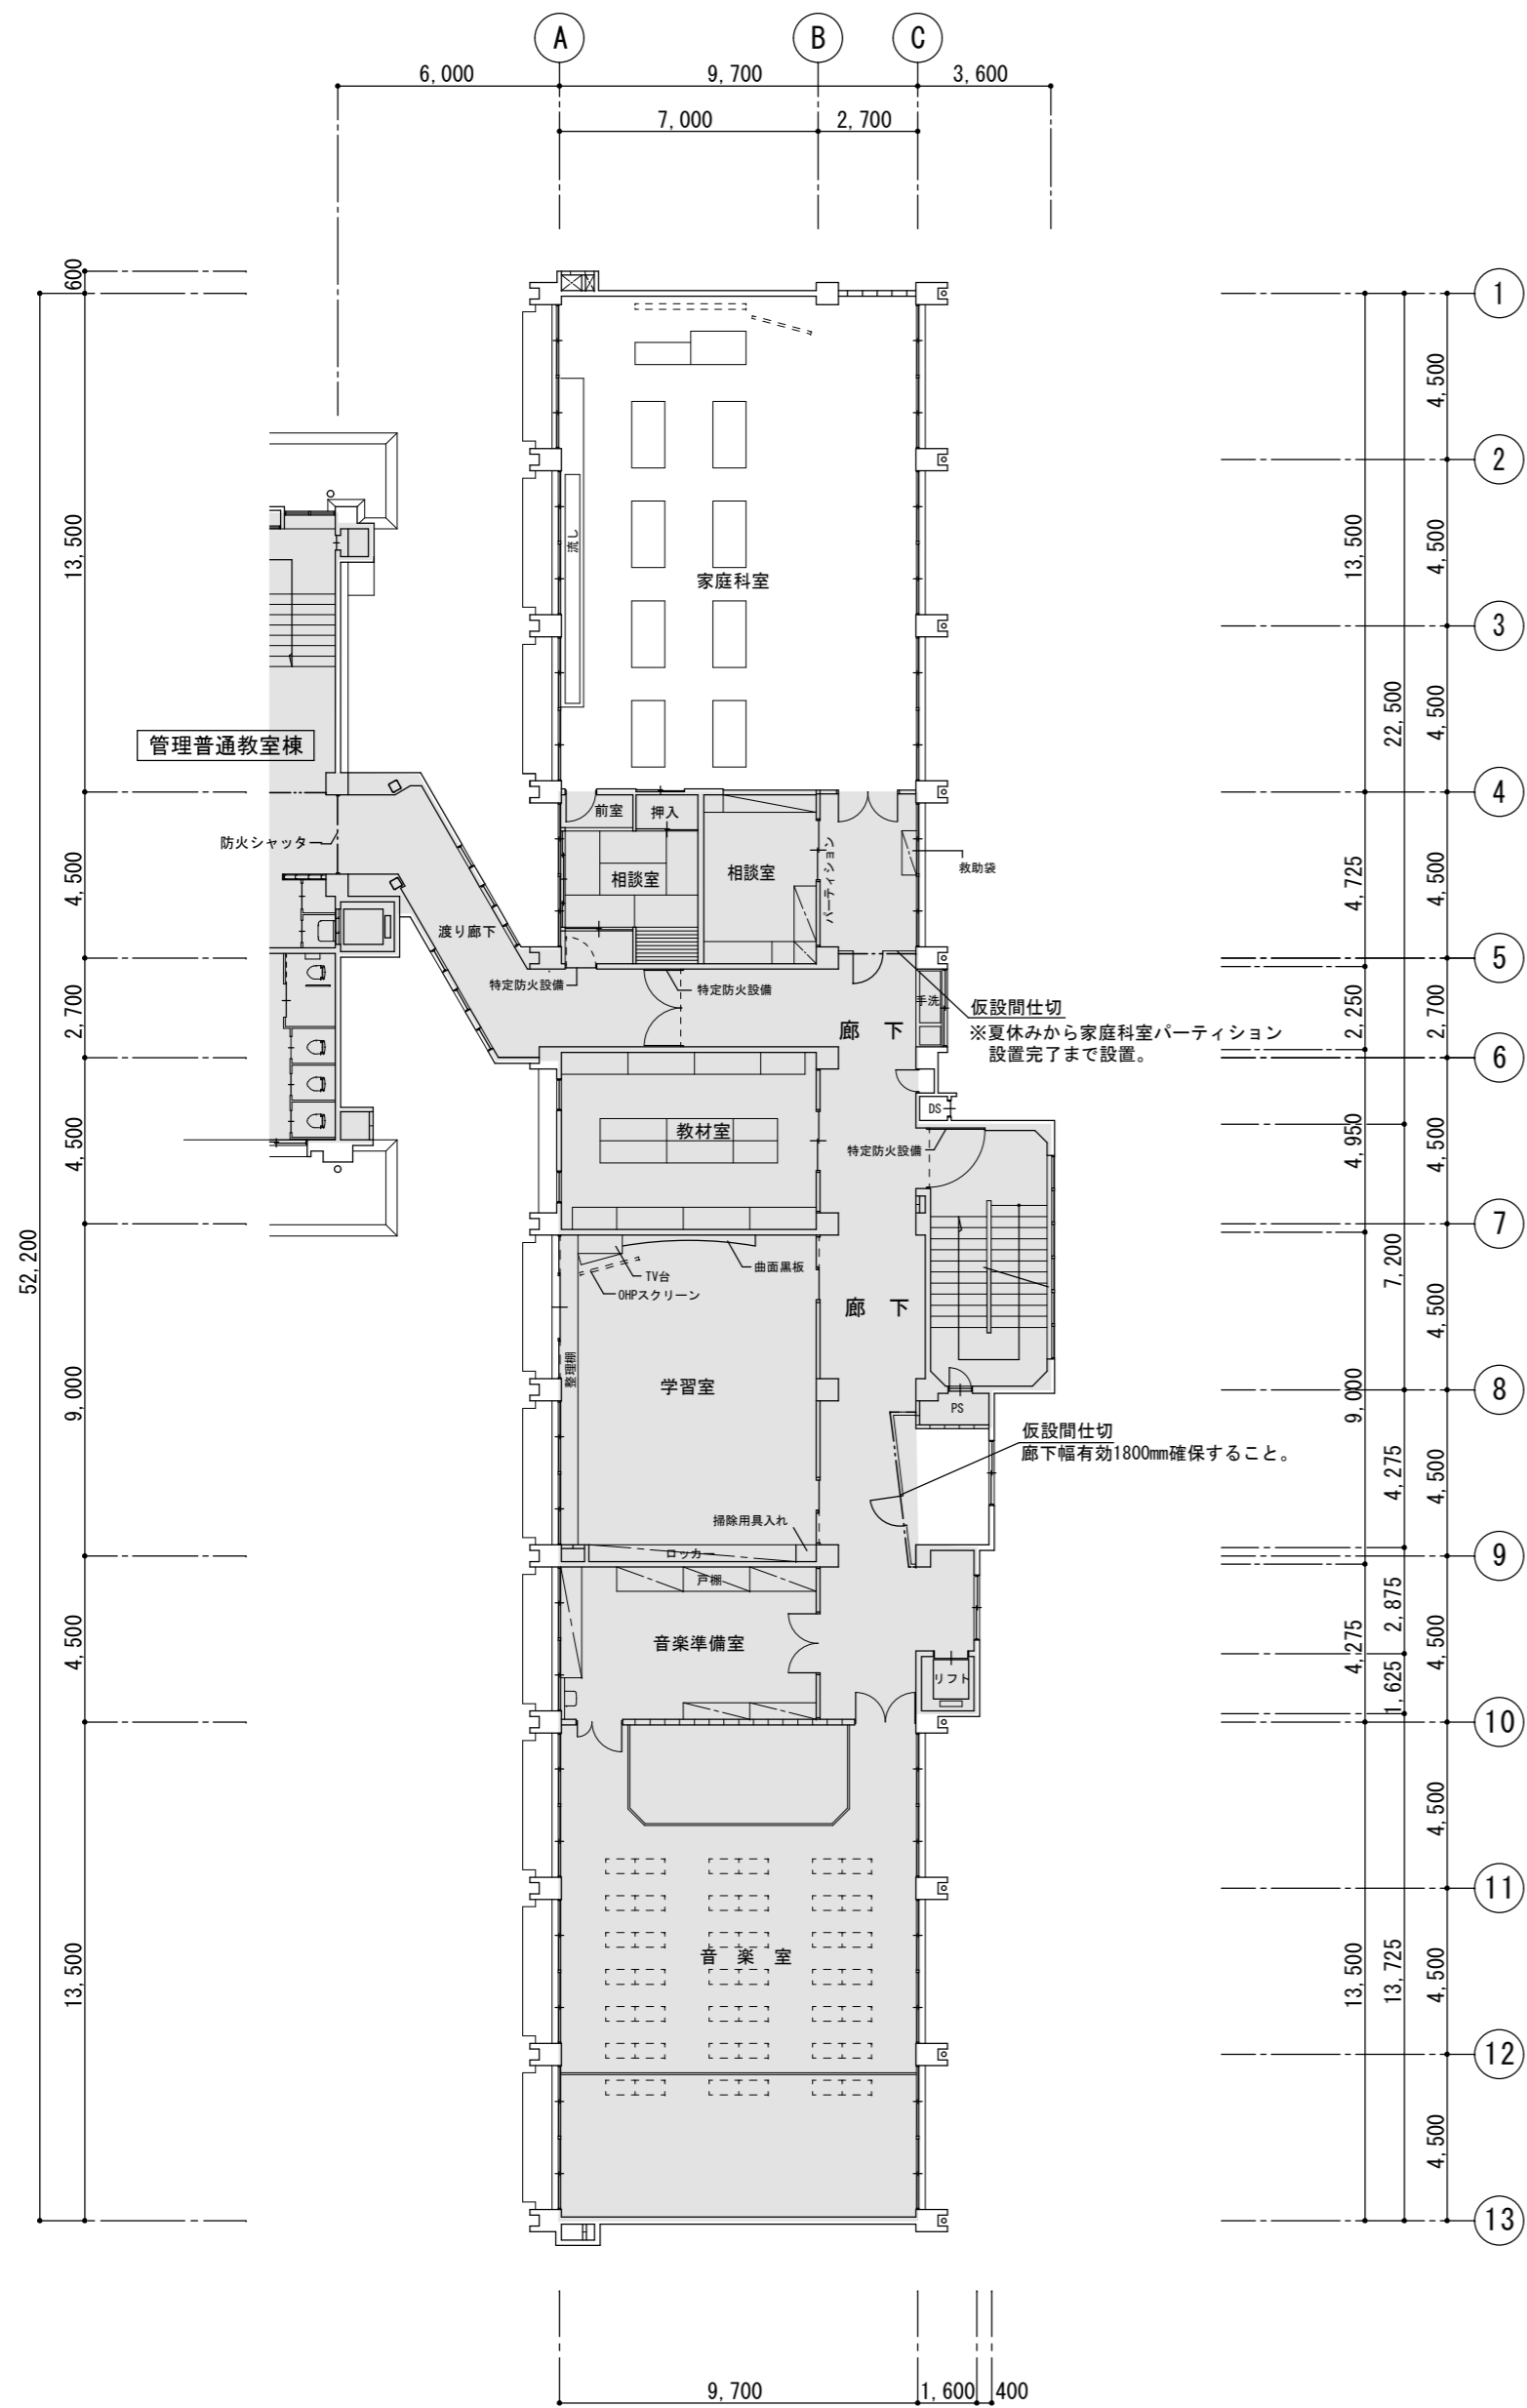 A
B
C
6,000
9,700
3,600
7,000
2,700
600
1
4,500
2
13,500
流し
家庭科室
13,500
4,500
3
22,500
4,500
管理普通教室棟
4
前室
押入
防火シャッター
相談室
相談室
パーティション
救助袋
4,500
4,725
4,500
渡り廊下
5
特定防火設備
特定防火設備
手洗
仮設間仕切
※夏休みから家庭科室パーティション
設置完了まで設置。
廊 下
2,700
2,250
2,700
6
DS
教材室
特定防火設備
4,500
4,950
4,500
7
52,200
TV台
曲面黒板
OHPスクリーン
廊 下
7,200
4,500
整理棚
学習室
9,000
9,000
8
PS
仮設間仕切
廊下幅有効1800mm確保すること。
4,275
4,500
掃除用具入れ
ロッカー
9
戸棚
音楽準備室
リフト
4,500
4,275
2,875
1,625
4,500
10
4,500
11
音 楽 室
13,500
13,500
13,725
4,500
12
4,500
13
9,700
1,600
400